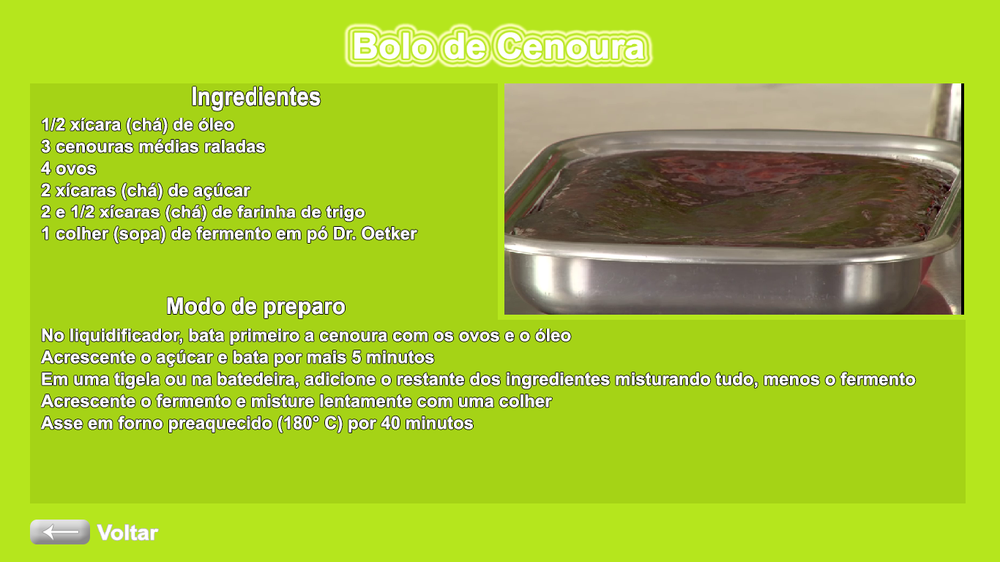 Bolo de Cenoura
Ingredientes
1/2 xícara (chá) de óleo
3 cenouras médias raladas
4 ovos
2 xícaras (chá) de açúcar
2 e 1/2 xícaras (chá) de farinha de trigo
1 colher (sopa) de fermento em pó Dr. Oetker
Modo de preparo
No liquidificador, bata primeiro a cenoura com os ovos e o óleo
Acrescente o açúcar e bata por mais 5 minutos
Em uma tigela ou na batedeira, adicione o restante dos ingredientes misturando tudo, menos o fermento
Acrescente o fermento e misture lentamente com uma colher
Asse em forno preaquecido (180° C) por 40 minutos
Voltar